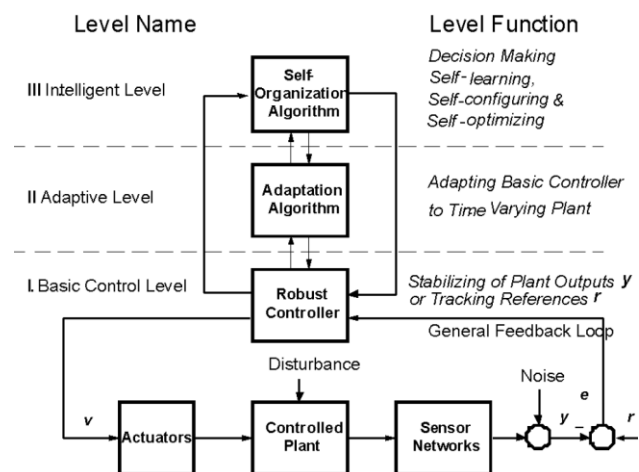 Level Name
Level Function
III Intelligent Level
Self-
Organization
Algorithm
Decision Making
Self-learning,
Self-configuring &
Self-optimizing
II Adaptive Level
Adaptation
Algorithm
Adapting Basic Controller
to Time Varying Plant
I. Basic Control Level
Robust
Controller
Stabilizing of Plant Outputs y
or Tracking References r
General Feedback Loop
Disturbance
Noise
e
v
Actuators
Controlled
Plant
Sensor
Networks
y
–
r